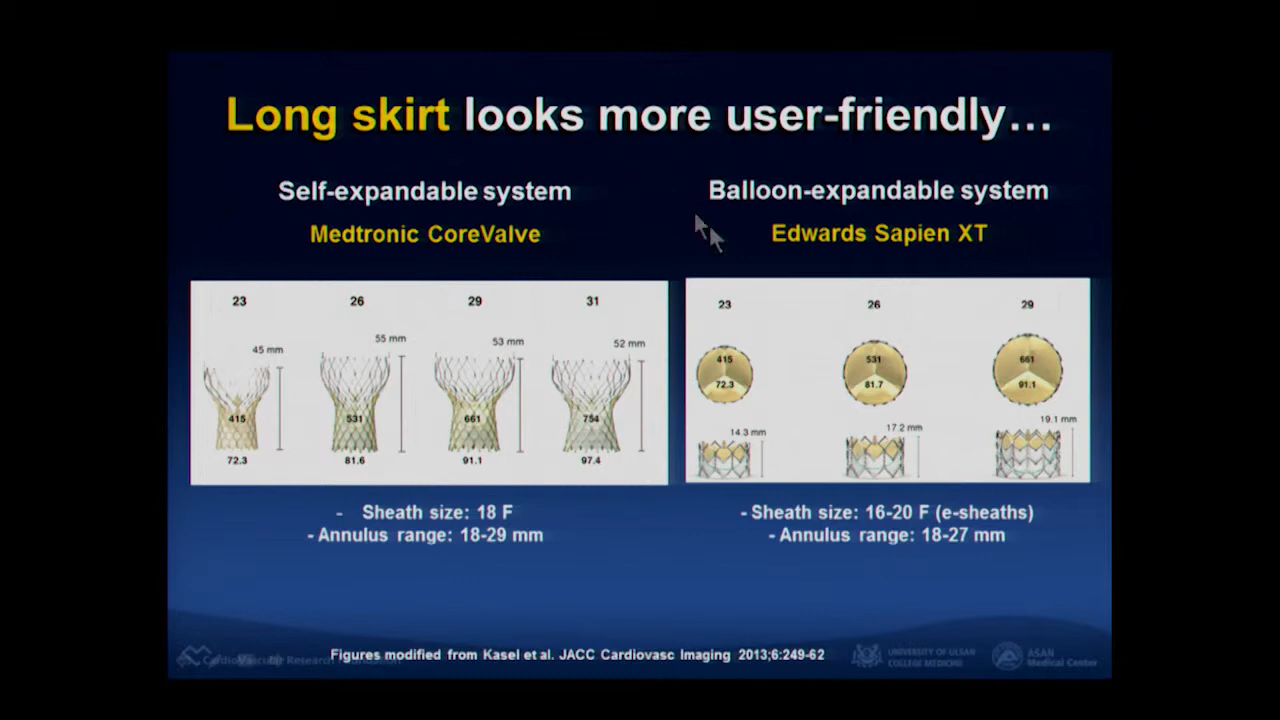 Long skirt looks more user-friendly…
Self-expandable system
Medtronic CoreValve
23 26 29 31
45 mm 55 mm 53 mm 52 mm
415 531 661 754
72.3 81.6 91.1 97.4
- Sheath size: 18 F
- Annulus range: 18-29 mm
Balloon-expandable system
Edwards Sapien XT
23 26 29
415 531 661
72.3 81.7 91.1
14.3 mm 17.2 mm 19.1 mm
- Sheath size: 16-20 F (e-sheaths)
- Annulus range: 18-27 mm
Figures modified from Kasel et al. JACC Cardiovasc Imaging 2013;6:249-62
CardioVascular Research Foundation
UNIVERSITY OF ULSAN
COLLEGE MEDICINE
ASAN
Medical Center